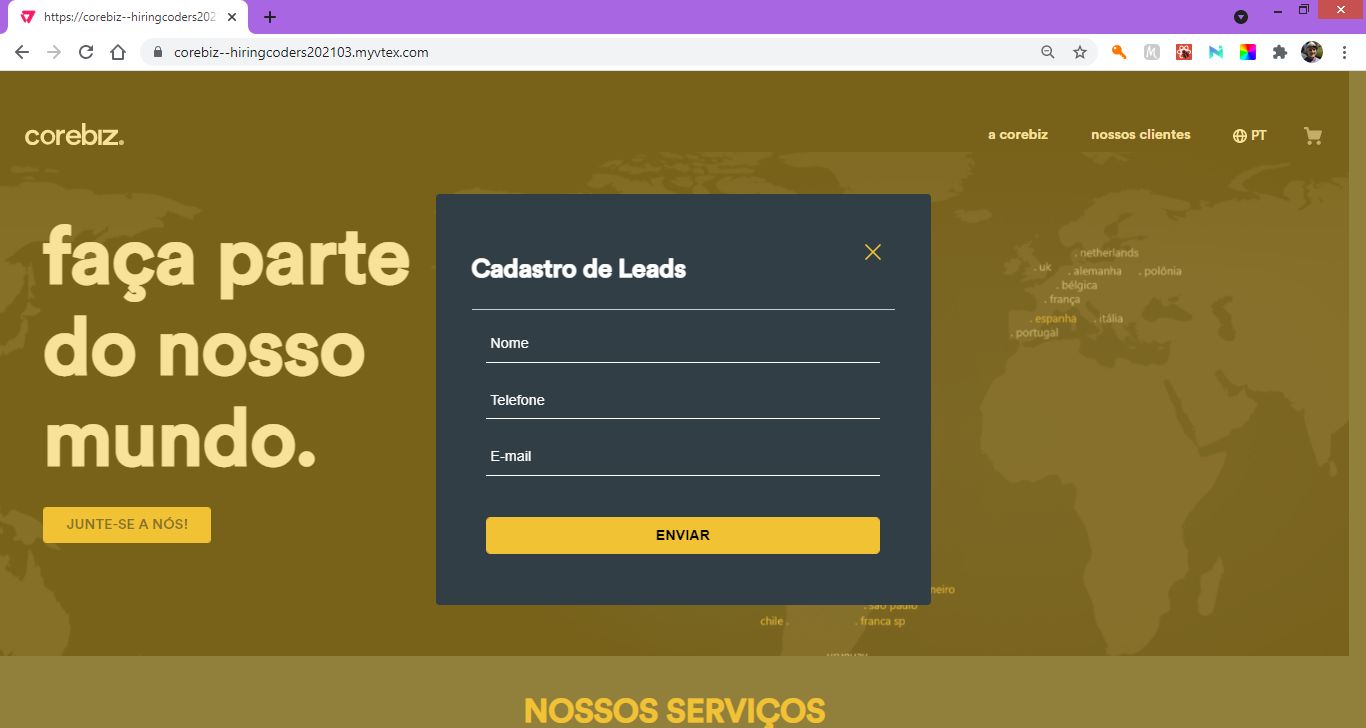 https://corebiz--hiringcoders202
corebiz--hiringcoders202103.myvtex.com
corebiz.
a corebiz
nossos clientes
PT
faça parte
do nosso
mundo.
JUNTE-SE A NÓS!
Cadastro de Leads
Nome
Telefone
E-mail
ENVIAR
. netherlands
. uk
. alemanha
. polônia
. bélgica
. frança
. espanha
. itália
. portugal
neiro
. são paulo
chile .
. franca sp
uruguay
NOSSOS SERVIÇOS